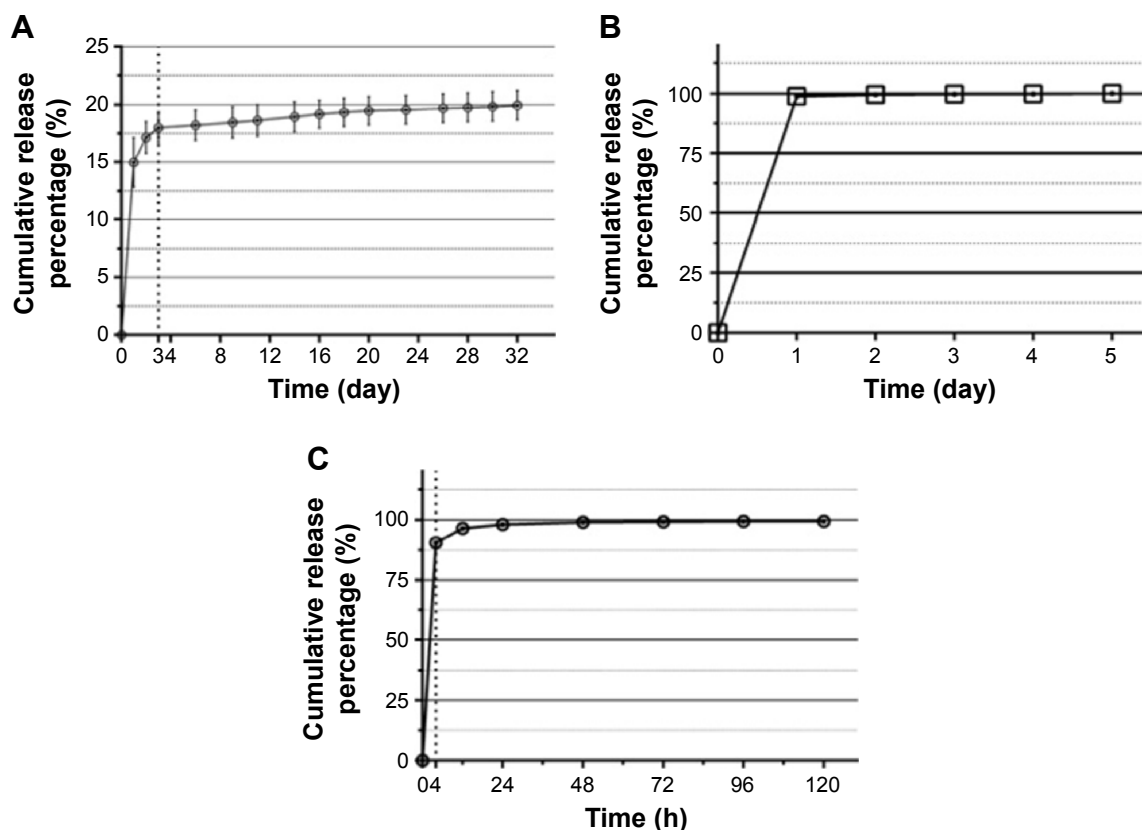 A
Cumulative release
percentage (%)
25
20
15
10
5
0
0 34 8 12 16 20 24 28 32
Time (day)
B
Cumulative release
percentage (%)
100
75
50
25
0
0 1 2 3 4 5
Time (day)
C
Cumulative release
percentage (%)
100
75
50
25
0
04 24 48 72 96 120
Time (h)